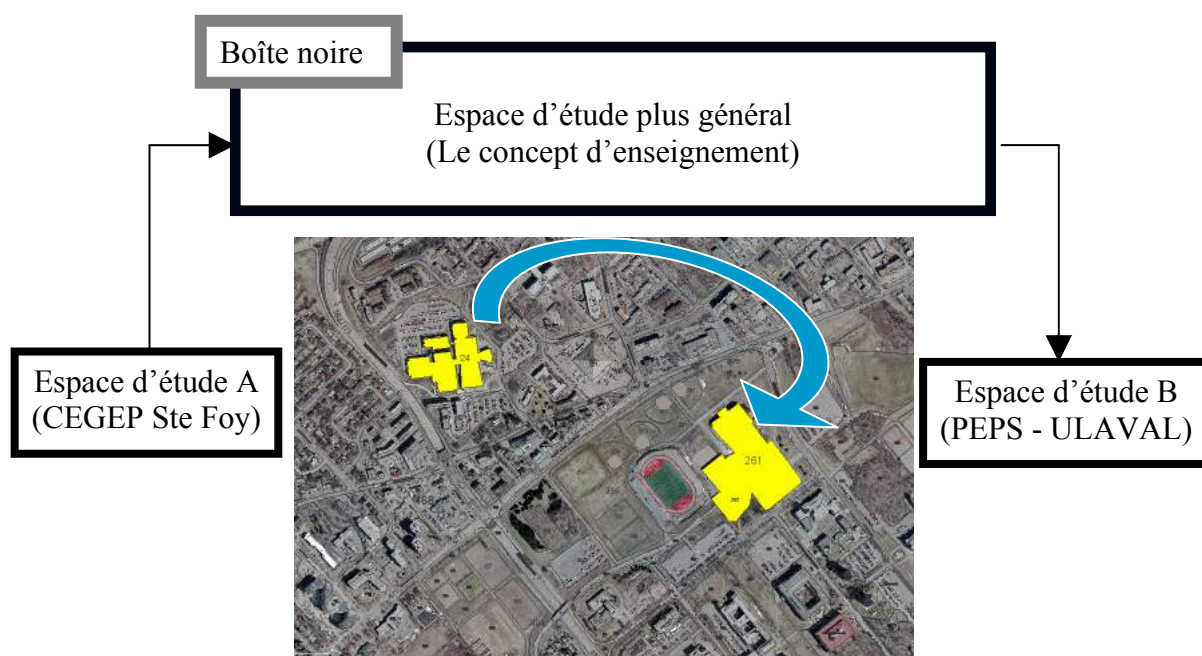 Boîte noire
Espace d’étude plus général
(Le concept d’enseignement)
Espace d’étude A
(CEGEP Ste Foy)
Espace d’étude B
(PEPS - ULAVAL)
24
261